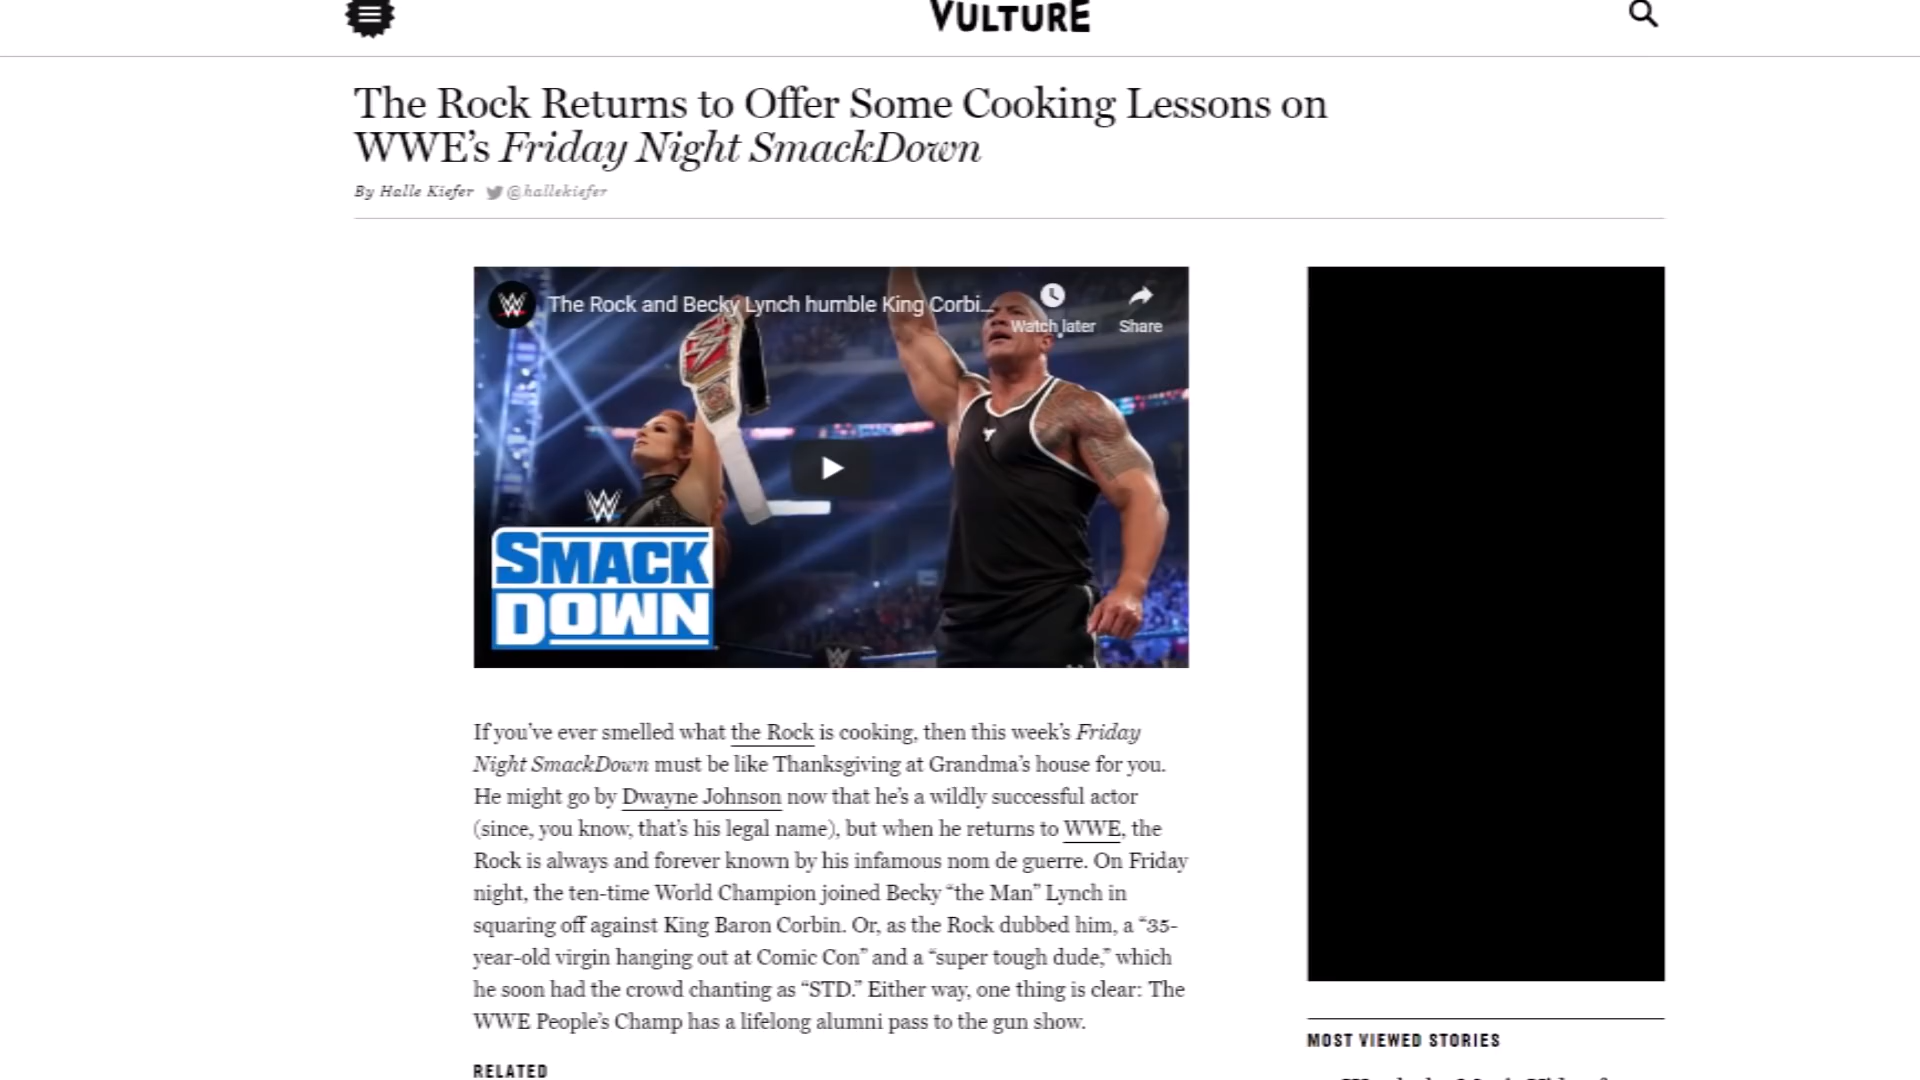 VULTURE
The Rock Returns to Offer Some Cooking Lessons on
WWE's Friday Night SmackDown
By Halle Kiefer @hallekiefer
The Rock and Becky Lynch humble King Corbi...
Watch later
Share
W
SMACK
DOWN
If you've ever smelled what the Rock is cooking, then this week's Friday
Night SmackDown must be like Thanksgiving at Grandma's house for you.
He might go by Dwayne Johnson now that he's a wildly successful actor
(since, you know, that's his legal name), but when he returns to WWE, the
Rock is always and forever known by his infamous nom de guerre. On Friday
night, the ten-time World Champion joined Becky “the Man” Lynch in
squaring off against King Baron Corbin. Or, as the Rock dubbed him, a “35-
year-old virgin hanging out at Comic Con” and a “super tough dude,” which
he soon had the crowd chanting as “STD.” Either way, one thing is clear: The
WWE People's Champ has a lifelong alumni pass to the gun show.
RELATED
MOST VIEWED STORIES